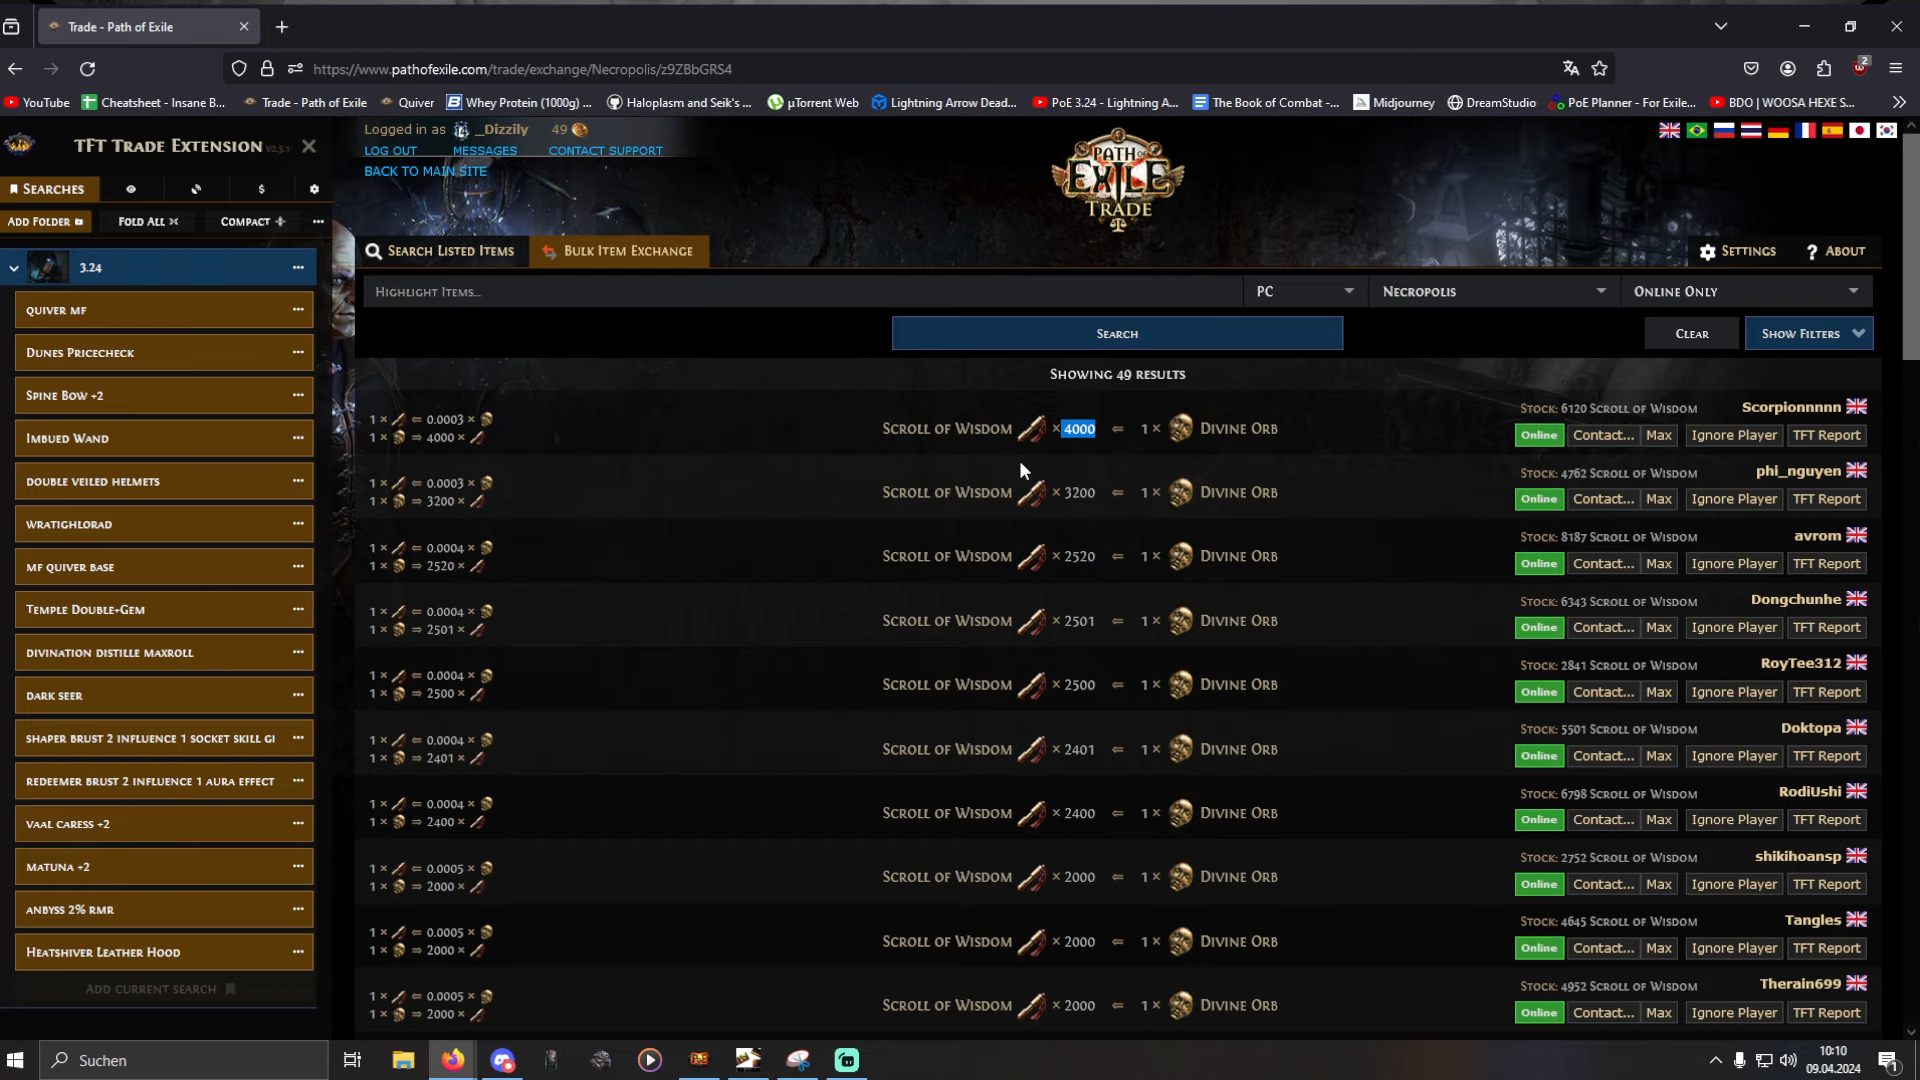 Trade - Path of Exile
https://www.pathofexile.com/trade/exchange/Necropolis/z9ZBbGRS4
2
YouTube Cheatsheet - Insane B... Trade - Path of Exile Quiver Whey Protein (1000g) ... Haloplasm and Seik's ... µTorrent Web Lightning Arrow Dead... PoE 3.24 - Lightning A... The Book of Combat -... Midjourney DreamStudio PoE Planner - For Exile... BDO | WOOSA HEXE S...
TFT Trade Extension v2.3.1
Searches $
Add Folder Fold All Compact
3.24
quiver mf
Dunes Pricecheck
Spine Bow +2
Imbued Wand
double veiled helmets
wratighlorad
mf quiver base
Temple Double+Gem
divination distille maxroll
dark seer
shaper brust 2 influence 1 socket skill gi
redeemer brust 2 influence 1 aura effect
vaal caress +2
matuna +2
anbyss 2% rmr
Heatshiver Leather Hood
Add current search
Logged in as _Dizzily 49
LOG OUT MESSAGES CONTACT SUPPORT
BACK TO MAIN SITE
PATH OF EXILE TRADE
Search Listed Items Bulk Item Exchange Settings ? About
Highlight Items... PC Necropolis Online Only
Search Clear Show Filters
Showing 49 results
1 × ⇐ 0.0003 ×
1 × ⇒ 4000 ×
Scroll of Wisdom × 4000 ⇐ 1 × Divine Orb
Stock: 6120 Scroll of Wisdom Scorpionnnnn
Online Contact... Max Ignore Player TFT Report
1 × ⇐ 0.0003 ×
1 × ⇒ 3200 ×
Scroll of Wisdom × 3200 ⇐ 1 × Divine Orb
Stock: 4762 Scroll of Wisdom phi_nguyen
Online Contact... Max Ignore Player TFT Report
1 × ⇐ 0.0004 ×
1 × ⇒ 2520 ×
Scroll of Wisdom × 2520 ⇐ 1 × Divine Orb
Stock: 8187 Scroll of Wisdom avrom
Online Contact... Max Ignore Player TFT Report
1 × ⇐ 0.0004 ×
1 × ⇒ 2501 ×
Scroll of Wisdom × 2501 ⇐ 1 × Divine Orb
Stock: 6343 Scroll of Wisdom Dongchunhe
Online Contact... Max Ignore Player TFT Report
1 × ⇐ 0.0004 ×
1 × ⇒ 2500 ×
Scroll of Wisdom × 2500 ⇐ 1 × Divine Orb
Stock: 2841 Scroll of Wisdom RoyTee312
Online Contact... Max Ignore Player TFT Report
1 × ⇐ 0.0004 ×
1 × ⇒ 2401 ×
Scroll of Wisdom × 2401 ⇐ 1 × Divine Orb
Stock: 5501 Scroll of Wisdom Doktopa
Online Contact... Max Ignore Player TFT Report
1 × ⇐ 0.0004 ×
1 × ⇒ 2400 ×
Scroll of Wisdom × 2400 ⇐ 1 × Divine Orb
Stock: 6798 Scroll of Wisdom RodiUshi
Online Contact... Max Ignore Player TFT Report
1 × ⇐ 0.0005 ×
1 × ⇒ 2000 ×
Scroll of Wisdom × 2000 ⇐ 1 × Divine Orb
Stock: 2752 Scroll of Wisdom shikihoansp
Online Contact... Max Ignore Player TFT Report
1 × ⇐ 0.0005 ×
1 × ⇒ 2000 ×
Scroll of Wisdom × 2000 ⇐ 1 × Divine Orb
Stock: 4645 Scroll of Wisdom Tangles
Online Contact... Max Ignore Player TFT Report
1 × ⇐ 0.0005 ×
1 × ⇒ 2000 ×
Scroll of Wisdom × 2000 ⇐ 1 × Divine Orb
Stock: 4952 Scroll of Wisdom Therain699
Online Contact... Max Ignore Player TFT Report
Suchen
10:10
09.04.2024
1